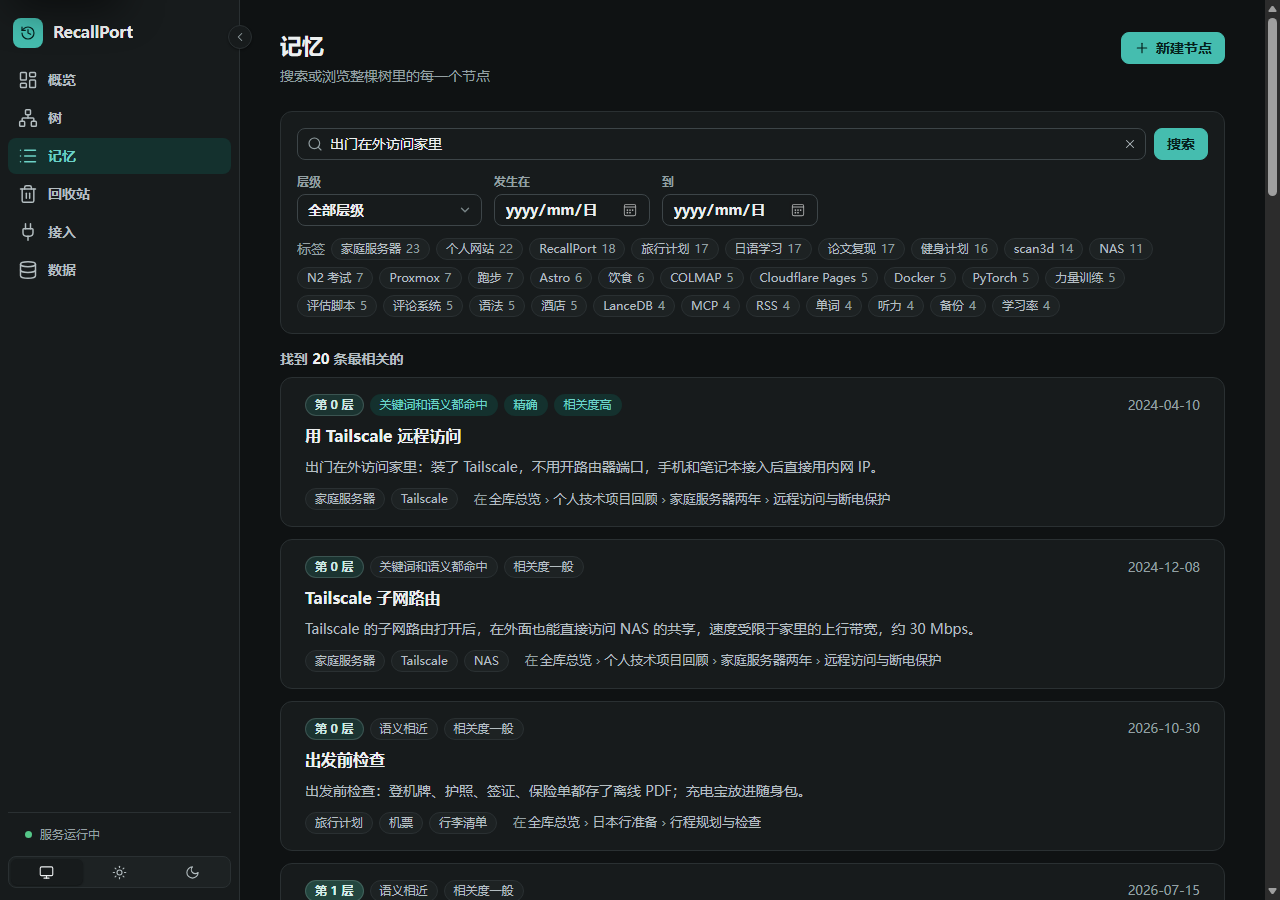 RecallPort
概览
树
记忆
回收站
接入
数据
服务运行中
记忆
搜索或浏览整棵树里的每一个节点
新建节点
出门在外访问家里
搜索
层级
发生在
到
全部层级
yyyy/mm/日
yyyy/mm/日
标签 家庭服务器 23 个人网站 22 RecallPort 18 旅行计划 17 日语学习 17 论文复现 17 健身计划 16 scan3d 14 NAS 11
N2 考试 7 Proxmox 7 跑步 7 Astro 6 饮食 6 COLMAP 5 Cloudflare Pages 5 Docker 5 PyTorch 5 力量训练 5
评估脚本 5 评论系统 5 语法 5 酒店 5 LanceDB 4 MCP 4 RSS 4 单词 4 听力 4 备份 4 学习率 4
找到 20 条最相关的
第 0 层 关键词和语义都命中 精确 相关度高 2024-04-10
用 Tailscale 远程访问
出门在外访问家里：装了 Tailscale，不用开路由器端口，手机和笔记本接入后直接用内网 IP。
家庭服务器 Tailscale 在 全库总览 › 个人技术项目回顾 › 家庭服务器两年 › 远程访问与断电保护
第 0 层 关键词和语义都命中 相关度一般 2024-12-08
Tailscale 子网路由
Tailscale 的子网路由打开后，在外面也能直接访问 NAS 的共享，速度受限于家里的上行带宽，约 30 Mbps。
家庭服务器 Tailscale NAS 在 全库总览 › 个人技术项目回顾 › 家庭服务器两年 › 远程访问与断电保护
第 0 层 语义相近 相关度一般 2026-10-30
出发前检查
出发前检查：登机牌、护照、签证、保险单都存了离线 PDF；充电宝放进随身包。
旅行计划 机票 行李清单 在 全库总览 › 日本行准备 › 行程规划与检查
第 1 层 语义相近 相关度一般 2026-07-15